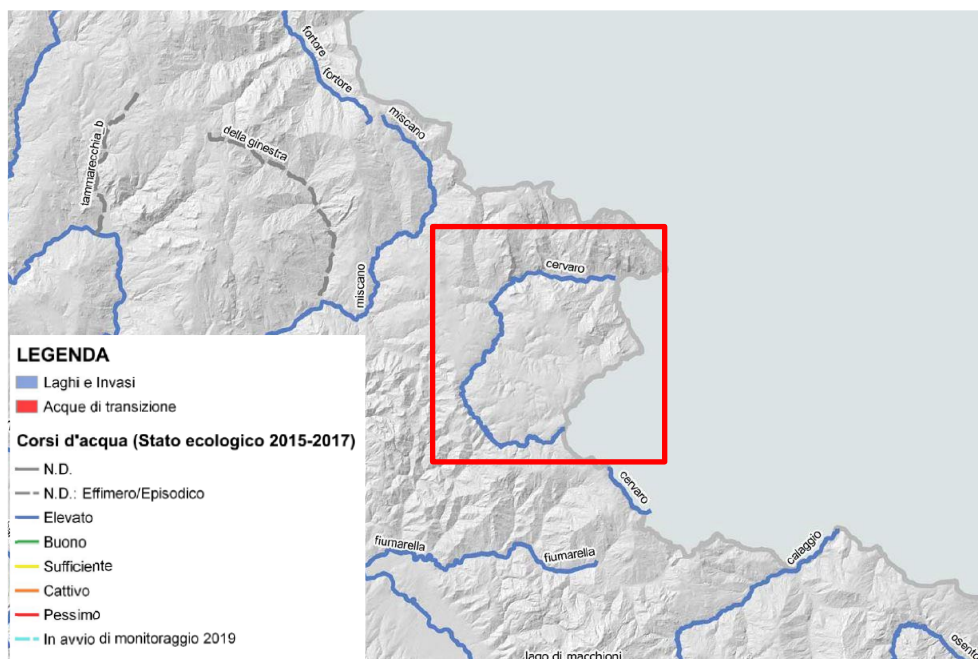 fortore
fortore
miscano
tammarecchia_b
della ginestra
cervaro
miscano
LEGENDA
Laghi e Invasi
Acque di transizione
Corsi d'acqua (Stato ecologico 2015-2017)
N.D.
N.D.: Effimero/Episodico
Elevato
Buono
Sufficiente
Cattivo
Pessimo
In avvio di monitoraggio 2019
cervaro
fiumarella
fiumarella
calaggio
osento
lago di macchioni